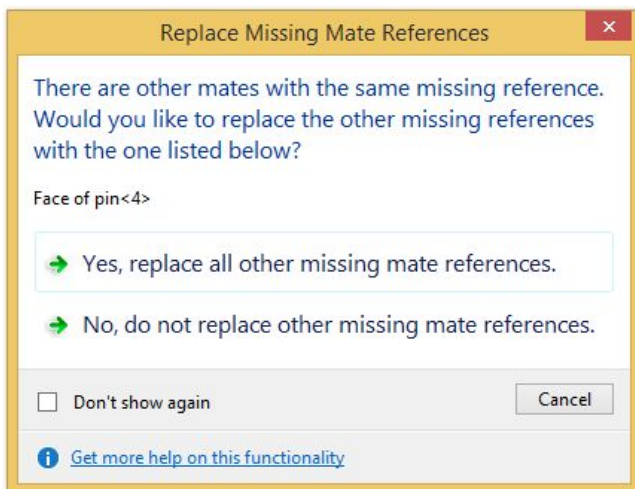 Replace Missing Mate References
There are other mates with the same missing reference.
Would you like to replace the other missing references
with the one listed below?
Face of pin<4>
Yes, replace all other missing mate references.
No, do not replace other missing mate references.
Don't show again
Cancel
Get more help on this functionality